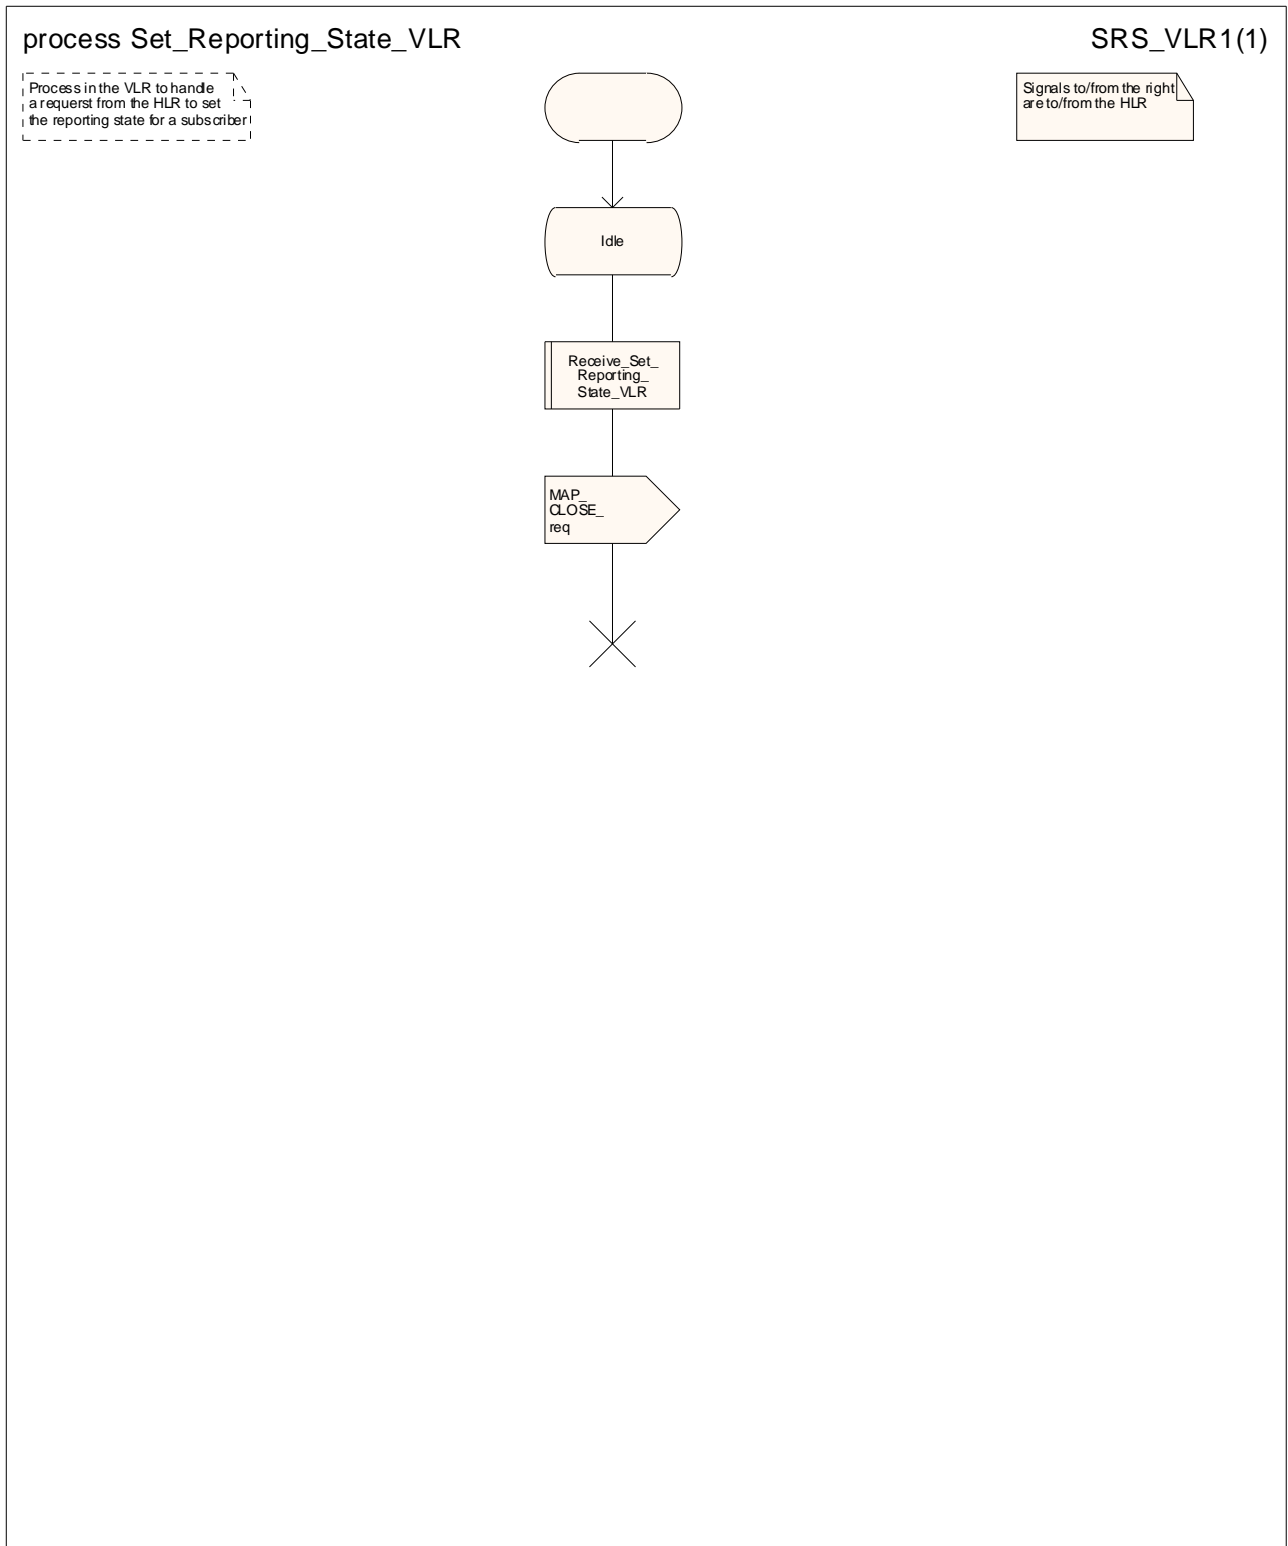 process Set_Reporting_State_VLR
SRS_VLR1(1)
Process in the VLR to handle
a requerst from the HLR to set
the reporting state for a subscriber
Signals to/from the right
are to/from the HLR
Idle
Receive_Set_
Reporting_
State_VLR
MAP_
CLOSE_
req